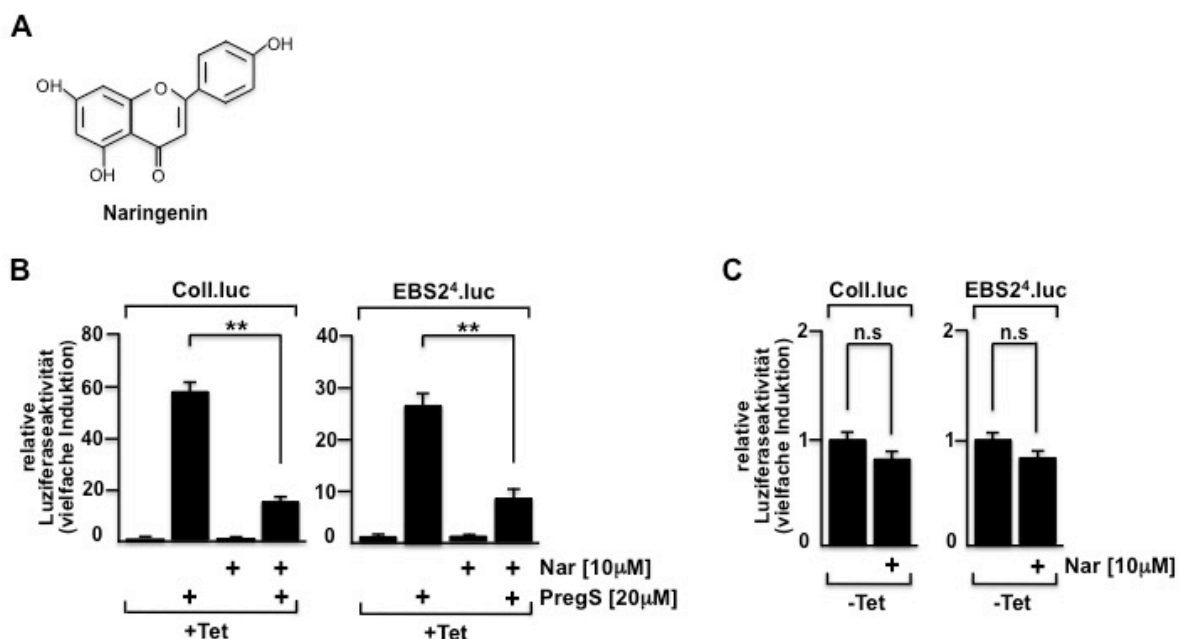 A
OH
OH
O
OH
O
Naringenin
B
Coll.luc
EBS2⁴.luc
relative
Luziferaseaktivität
(vielfache Induktion)
80
60
40
20
0
**
40
30
20
10
0
**
+ + Nar [10μM]
+ + PregS [20μM]
+ +
+ +
+Tet
+Tet
C
Coll.luc
EBS2⁴.luc
relative
Luziferaseaktivität
(vielfache Induktion)
2
1
0
n.s
2
1
0
n.s
+ + Nar [10μM]
-Tet
-Tet